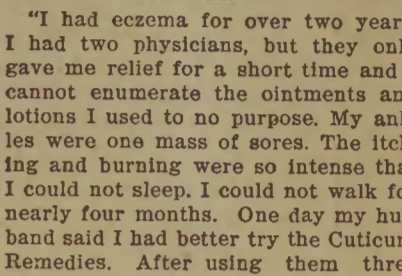 “I had eczema for over two year
I had two physicians, but they onl
gave me relief for a short time and
cannot enumerate the ointments an
lotions I used to no purpose. My an
les were one mass of sores. The itc
ing and burning were so intense tha
I could not sleep. I could not walk fo
nearly four months. One day my hu
band said I had better try the Cuticur
Remedies. After using them thre